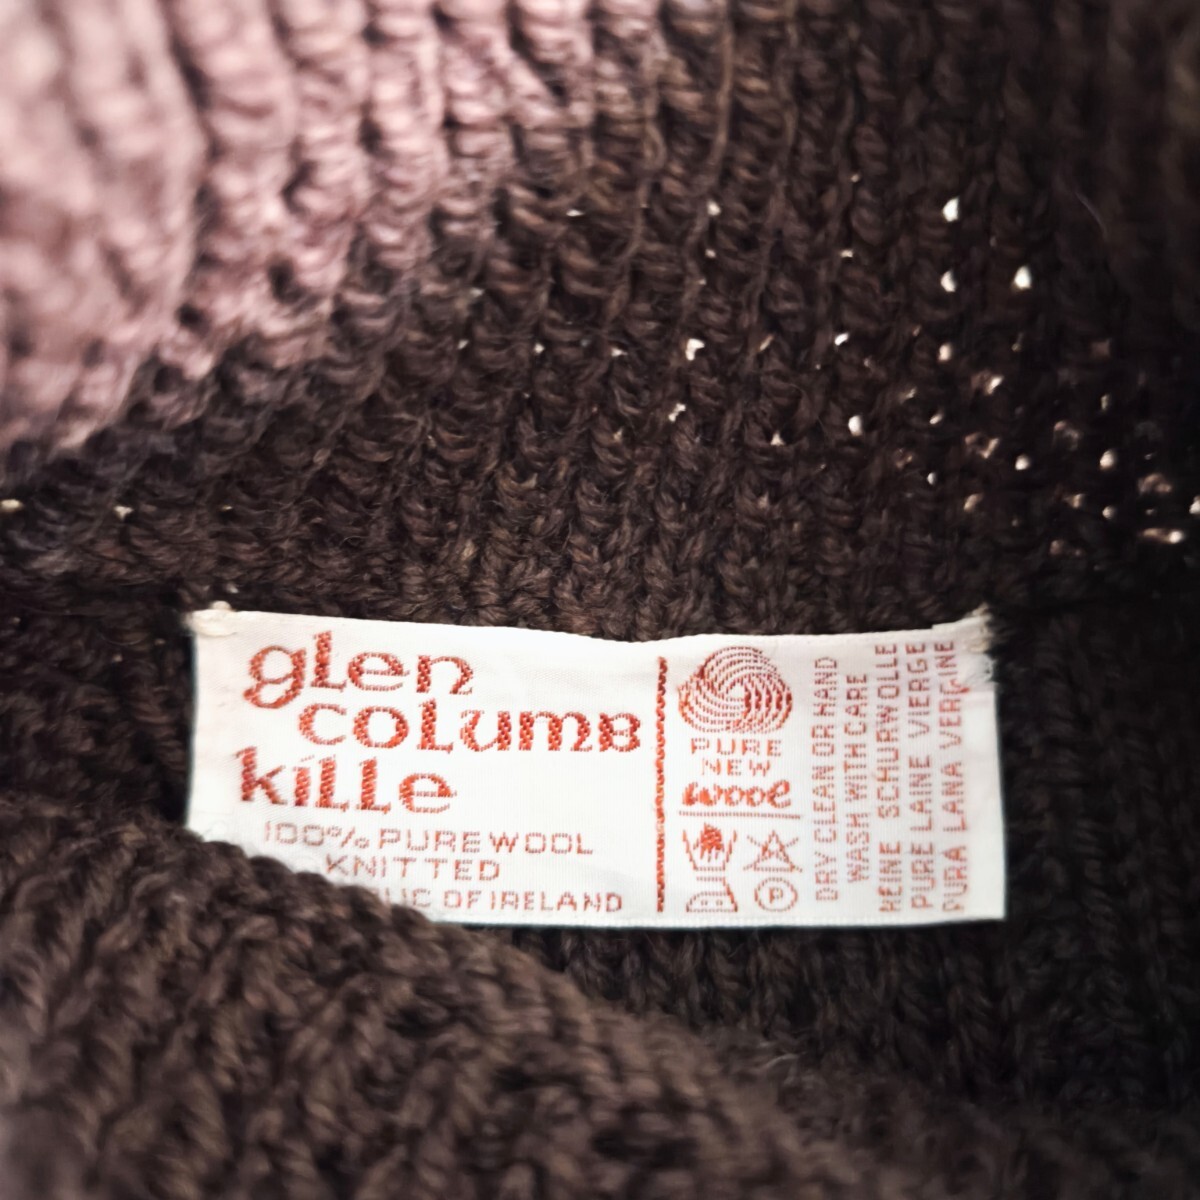 glen
columb
kille
100% PURE WOOL
KNITTED
OF IRELAND
PURE
NEW
wool
P
DRY CLEAN OR HAND
WASH WITH CARE
REINE SCHURWOLLE
PURE LAINE VIERGE
PURA LANA VERGINE